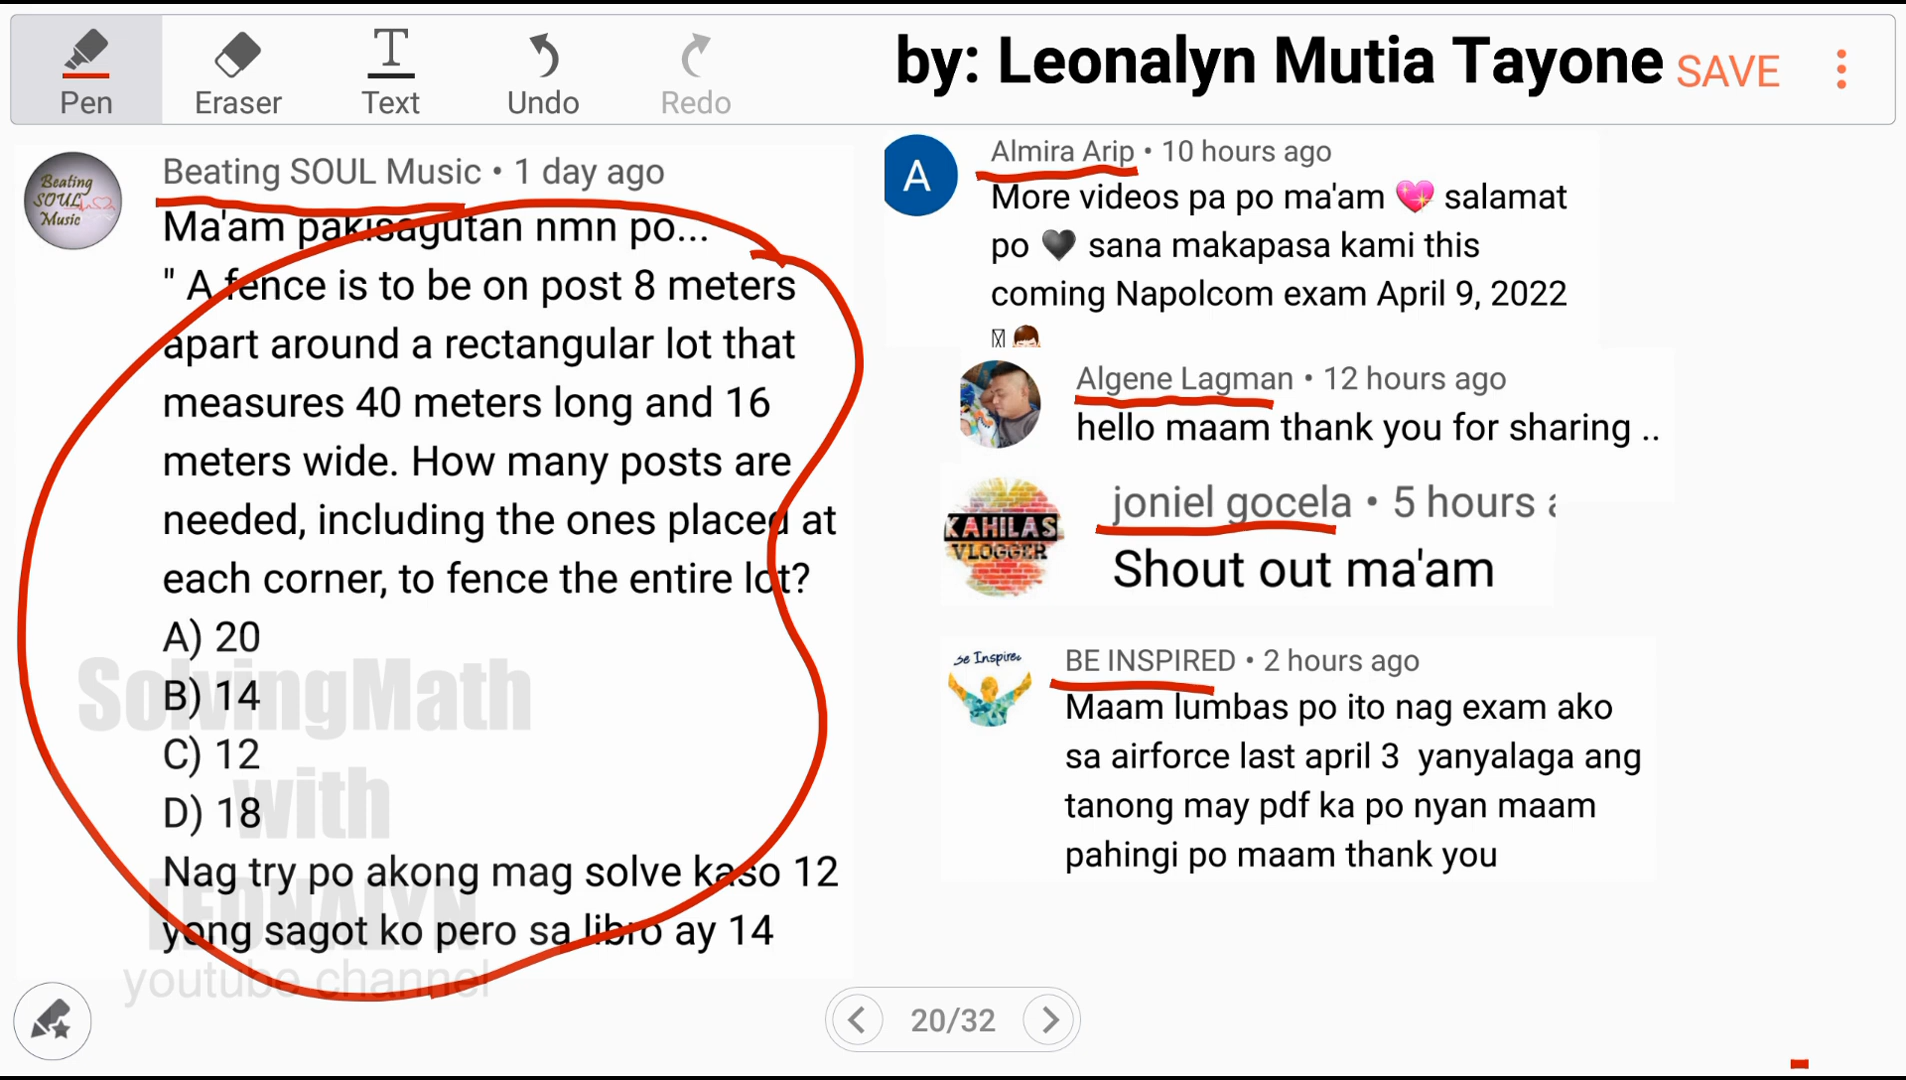 Pen
Eraser
Text
Undo
Redo
by: Leonalyn Mutia Tayone
SAVE
Beating SOUL Music
Beating SOUL Music • 1 day ago
Ma'am pakisagutan nmn po...
" A fence is to be on post 8 meters
apart around a rectangular lot that
measures 40 meters long and 16
meters wide. How many posts are
needed, including the ones placed at
each corner, to fence the entire lot?
A) 20
B) 14
C) 12
D) 18
Nag try po akong mag solve kaso 12
yong sagot ko pero sa libro ay 14
SolvingMath
with
LEONALYN
youtube channel
A
Almira Arip • 10 hours ago
More videos pa po ma'am 💖 salamat
po 🖤 sana makapasa kami this
coming Napolcom exam April 9, 2022
Algene Lagman • 12 hours ago
hello maam thank you for sharing ..
KAHILAS
VLOGGER
joniel gocela • 5 hours a
Shout out ma'am
Be Inspired
BE INSPIRED • 2 hours ago
Maam lumbas po ito nag exam ako
sa airforce last april 3 yanyalaga ang
tanong may pdf ka po nyan maam
pahingi po maam thank you
20/32